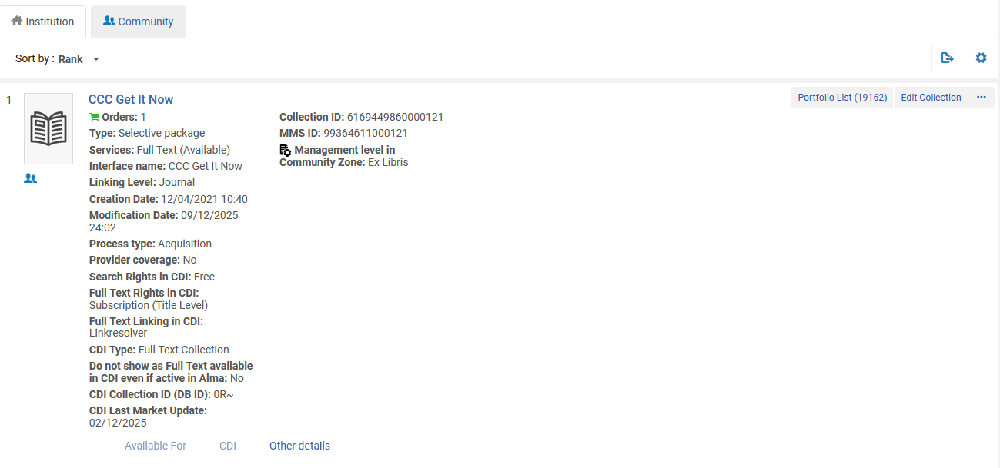 Institution
Community
Sort by : Rank
1
CCC Get It Now
Portfolio List (19162)
Edit Collection
Orders: 1
Type: Selective package
Services: Full Text (Available)
Interface name: CCC Get It Now
Linking Level: Journal
Creation Date: 12/04/2021 10:40
Modification Date: 09/12/2025
24:02
Process type: Acquisition
Provider coverage: No
Search Rights in CDI: Free
Full Text Rights in CDI:
Subscription (Title Level)
Full Text Linking in CDI:
Linkresolver
CDI Type: Full Text Collection
Do not show as Full Text available
in CDI even if active in Alma: No
CDI Collection ID (DB ID): 0R~
CDI Last Market Update:
02/12/2025
Collection ID: 6169449860000121
MMS ID: 99364611000121
Management level in
Community Zone: Ex Libris
Available For
CDI
Other details